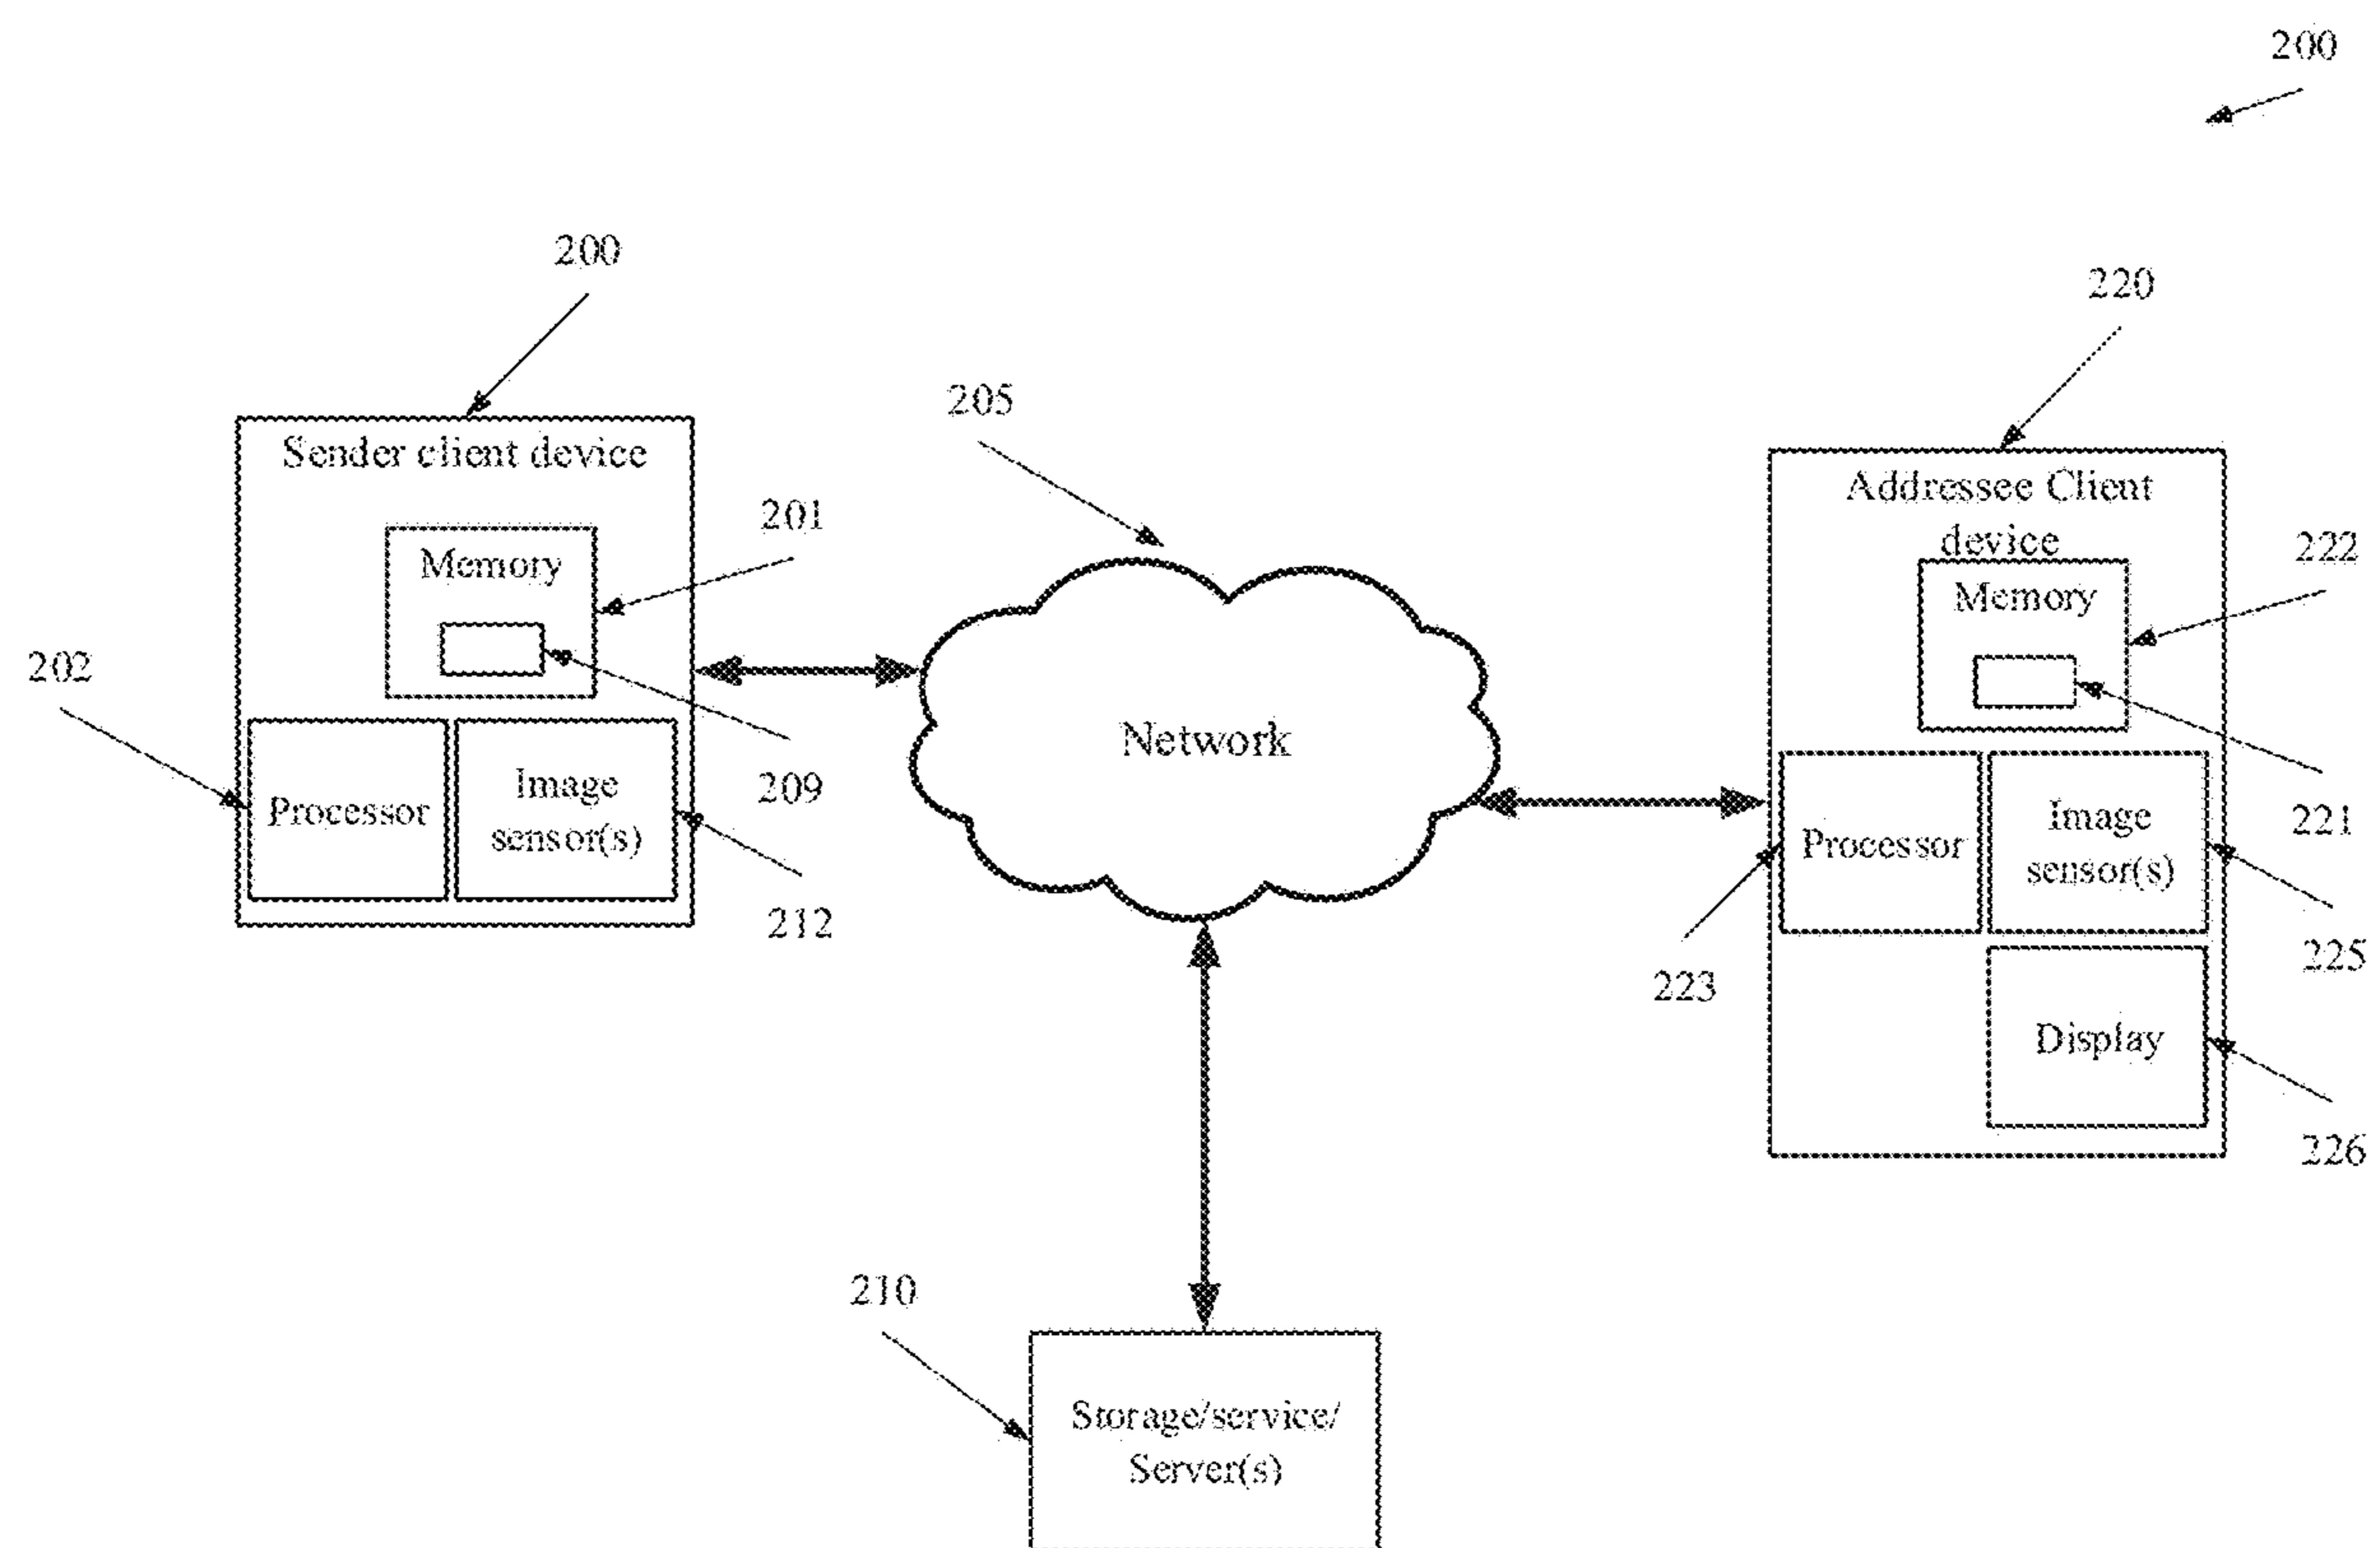 200
200
220
205
Sender client device
Addressee Client
device
201
222
Memory
Memory
202
Network
209
221
Processor
Image
sensor(s)
Processor
Image
sensor(s)
212
225
223
Display
226
210
Storage/service/
Server(s)